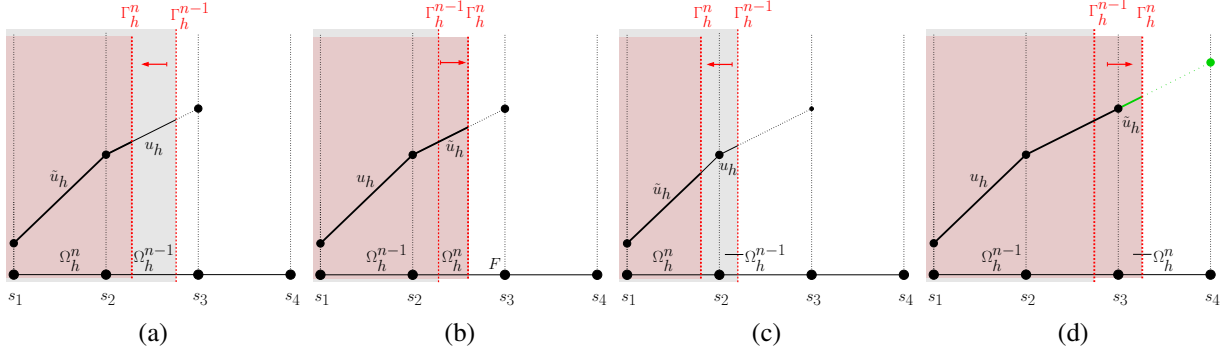 Γ_h^n Γ_h^{n-1}
u_h
ũ_h
Ω_h^n Ω_h^{n-1}
s_1 s_2 s_3 s_4
(a)
Γ_h^{n-1} Γ_h^n
ũ_h
u_h
Ω_h^{n-1} Ω_h^n F
s_1 s_2 s_3 s_4
(b)
Γ_h^n Γ_h^{n-1}
u_h
ũ_h
Ω_h^n Ω_h^{n-1}
s_1 s_2 s_3 s_4
(c)
Γ_h^{n-1} Γ_h^n
ũ_h
u_h
Ω_h^{n-1} Ω_h^n
s_1 s_2 s_3 s_4
(d)